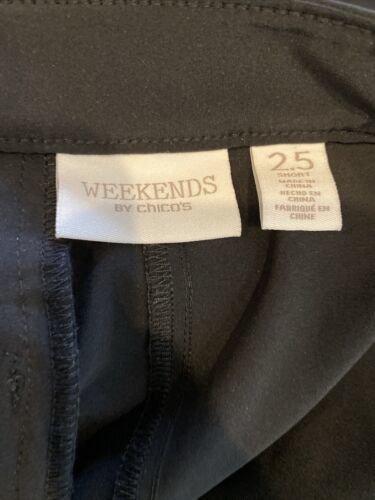 WEEKENDS
BY CHICO'S
2.5
SHORT
MADE IN
CHINA
HECHO EN
CHINA
FABRIQUÉ EN
CHINE